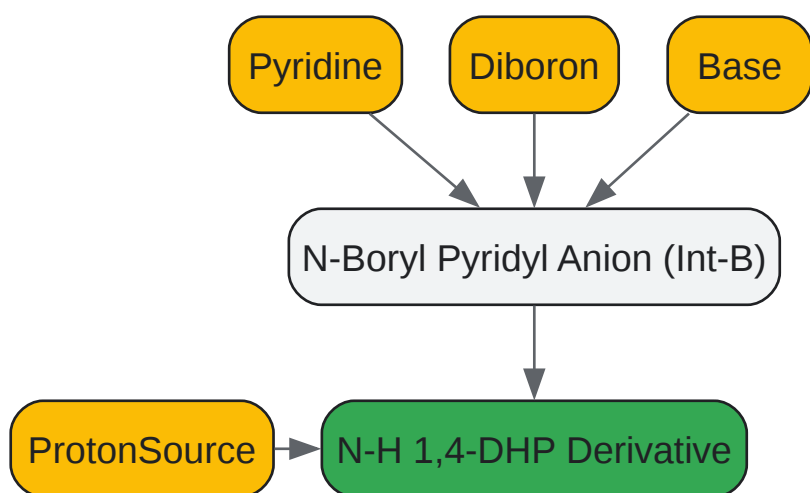 Pyridine
Diboron
Base
N-Boryl Pyridyl Anion (Int-B)
ProtonSource
N-H 1,4-DHP Derivative